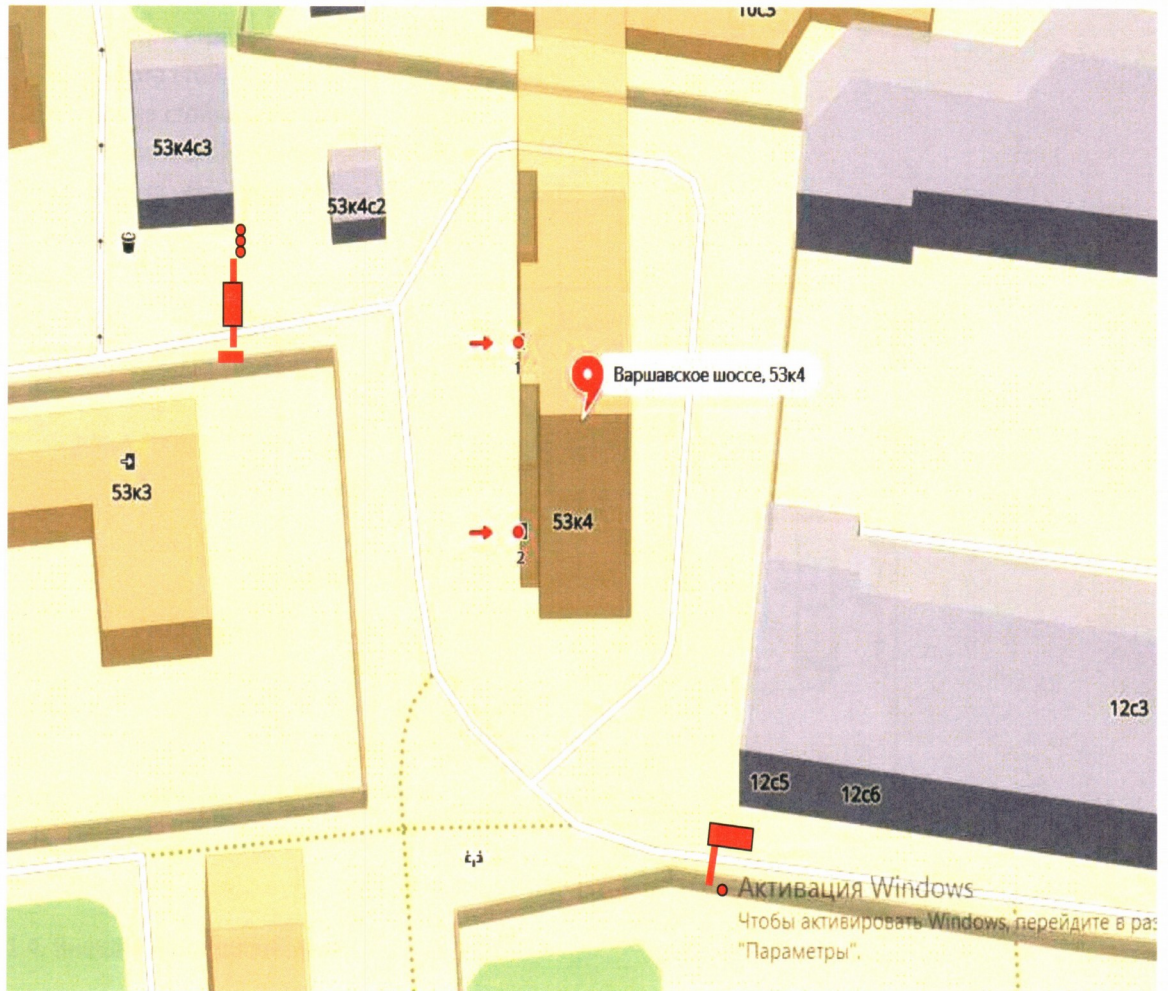 10с3
53к4с3
53к4с2
1
Варшавское шоссе, 53к4
53к3
53к4
2
12с3
12с5
12с6
Активация Windows
Чтобы активировать Windows, перейдите в раз
"Параметры".